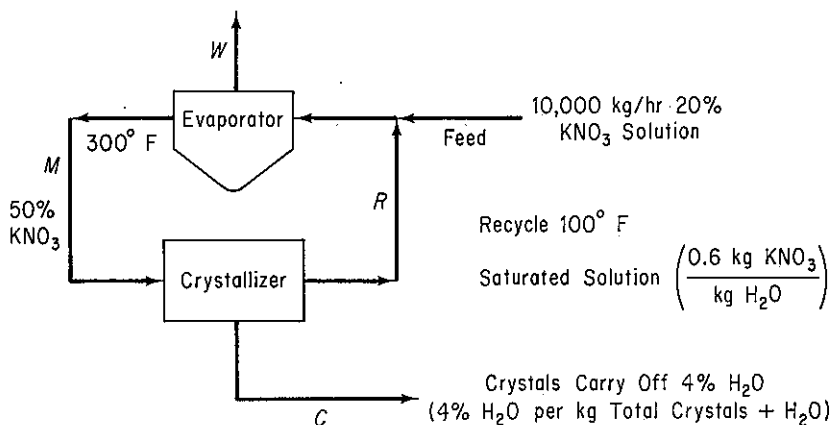 W
Evaporator
10,000 kg/hr 20%
KNO₃ Solution
300° F
Feed
M
50%
KNO₃
R
Recycle 100° F
Crystallizer
Saturated Solution (0.6 kg KNO₃ / kg H₂O)
Crystals Carry Off 4% H₂O
(4% H₂O per kg Total Crystals + H₂O)
C